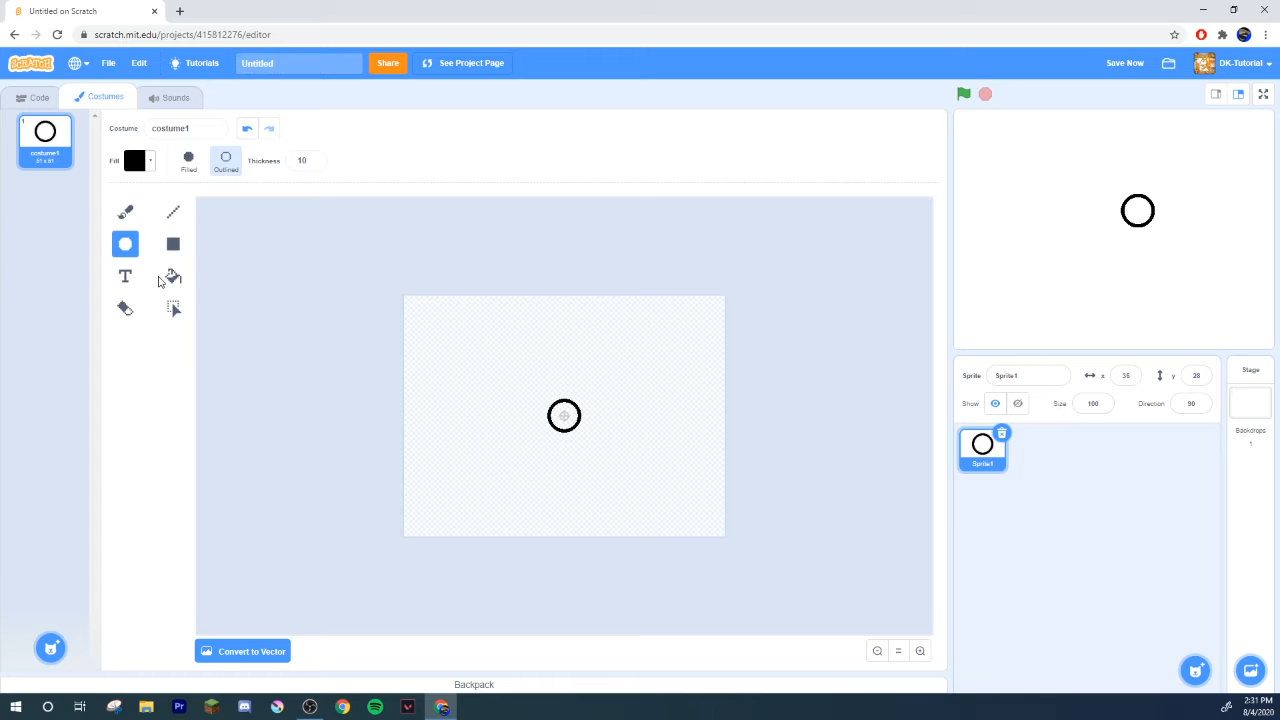 Untitled on Scratch
scratch.mit.edu/projects/415812276/editor
SCRATCH
File
Edit
Tutorials
Untitled
Share
See Project Page
Save Now
DK-Tutorial
Code
Costumes
Sounds
1
costume1
Costume
costume1
Fill
Filled
Outlined
Thickness
10
T
Convert to Vector
Backpack
Sprite
Sprite1
x
36
y
28
Show
Size
100
Direction
90
Sprite1
Stage
Backdrops
1
2:31 PM
8/4/2020